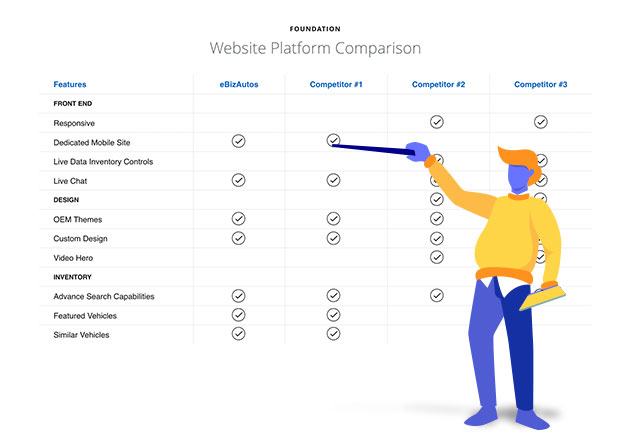 FOUNDATION
Website Platform Comparison
Features eBizAutos Competitor #1 Competitor #2 Competitor #3
FRONT END
Responsive
Dedicated Mobile Site
Live Data Inventory Controls
Live Chat
DESIGN
OEM Themes
Custom Design
Video Hero
INVENTORY
Advance Search Capabilities
Featured Vehicles
Similar Vehicles